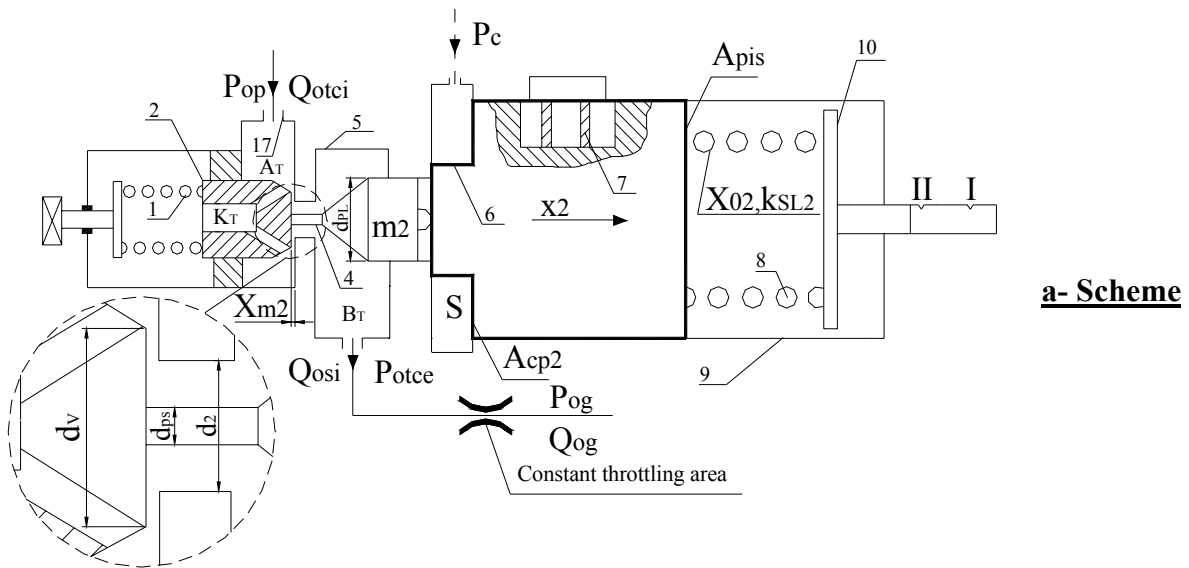 Pc
Apis
10
Pop
Qotci
2
17
5
AT
1
KT
dPL
m2
6
7
x2
X02,kSL2
II
I
4
8
a- Scheme
Xm2
BT
S
Acp2
9
Qosi
Potce
dV
dps
d2
Pog
Qog
Constant throttling area